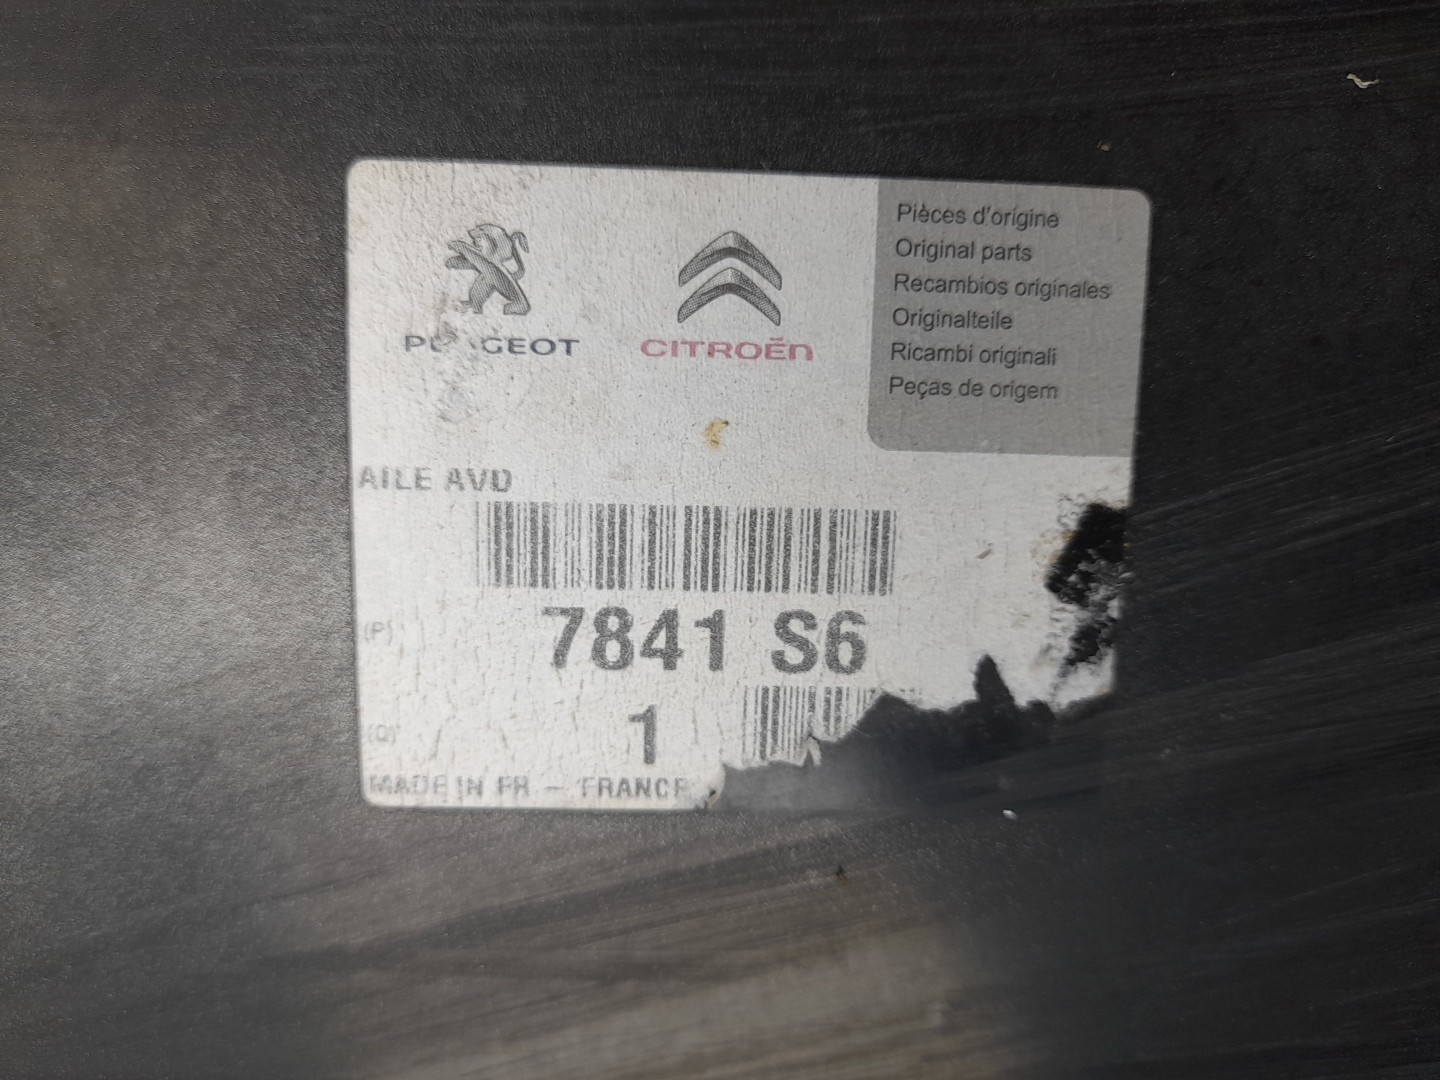 PEUGEOT
CITROËN
Pièces d'origine
Original parts
Recambios originales
Originalteile
Ricambi originali
Peças de origem
AILE AVD
(P)
7841 S6
(Q)
1
MADE IN FR - FRANCE